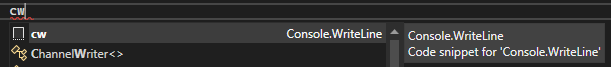 cw
cw Console.WriteLine
ChannelWriter<>
Console.WriteLine
Code snippet for 'Console.WriteLine'